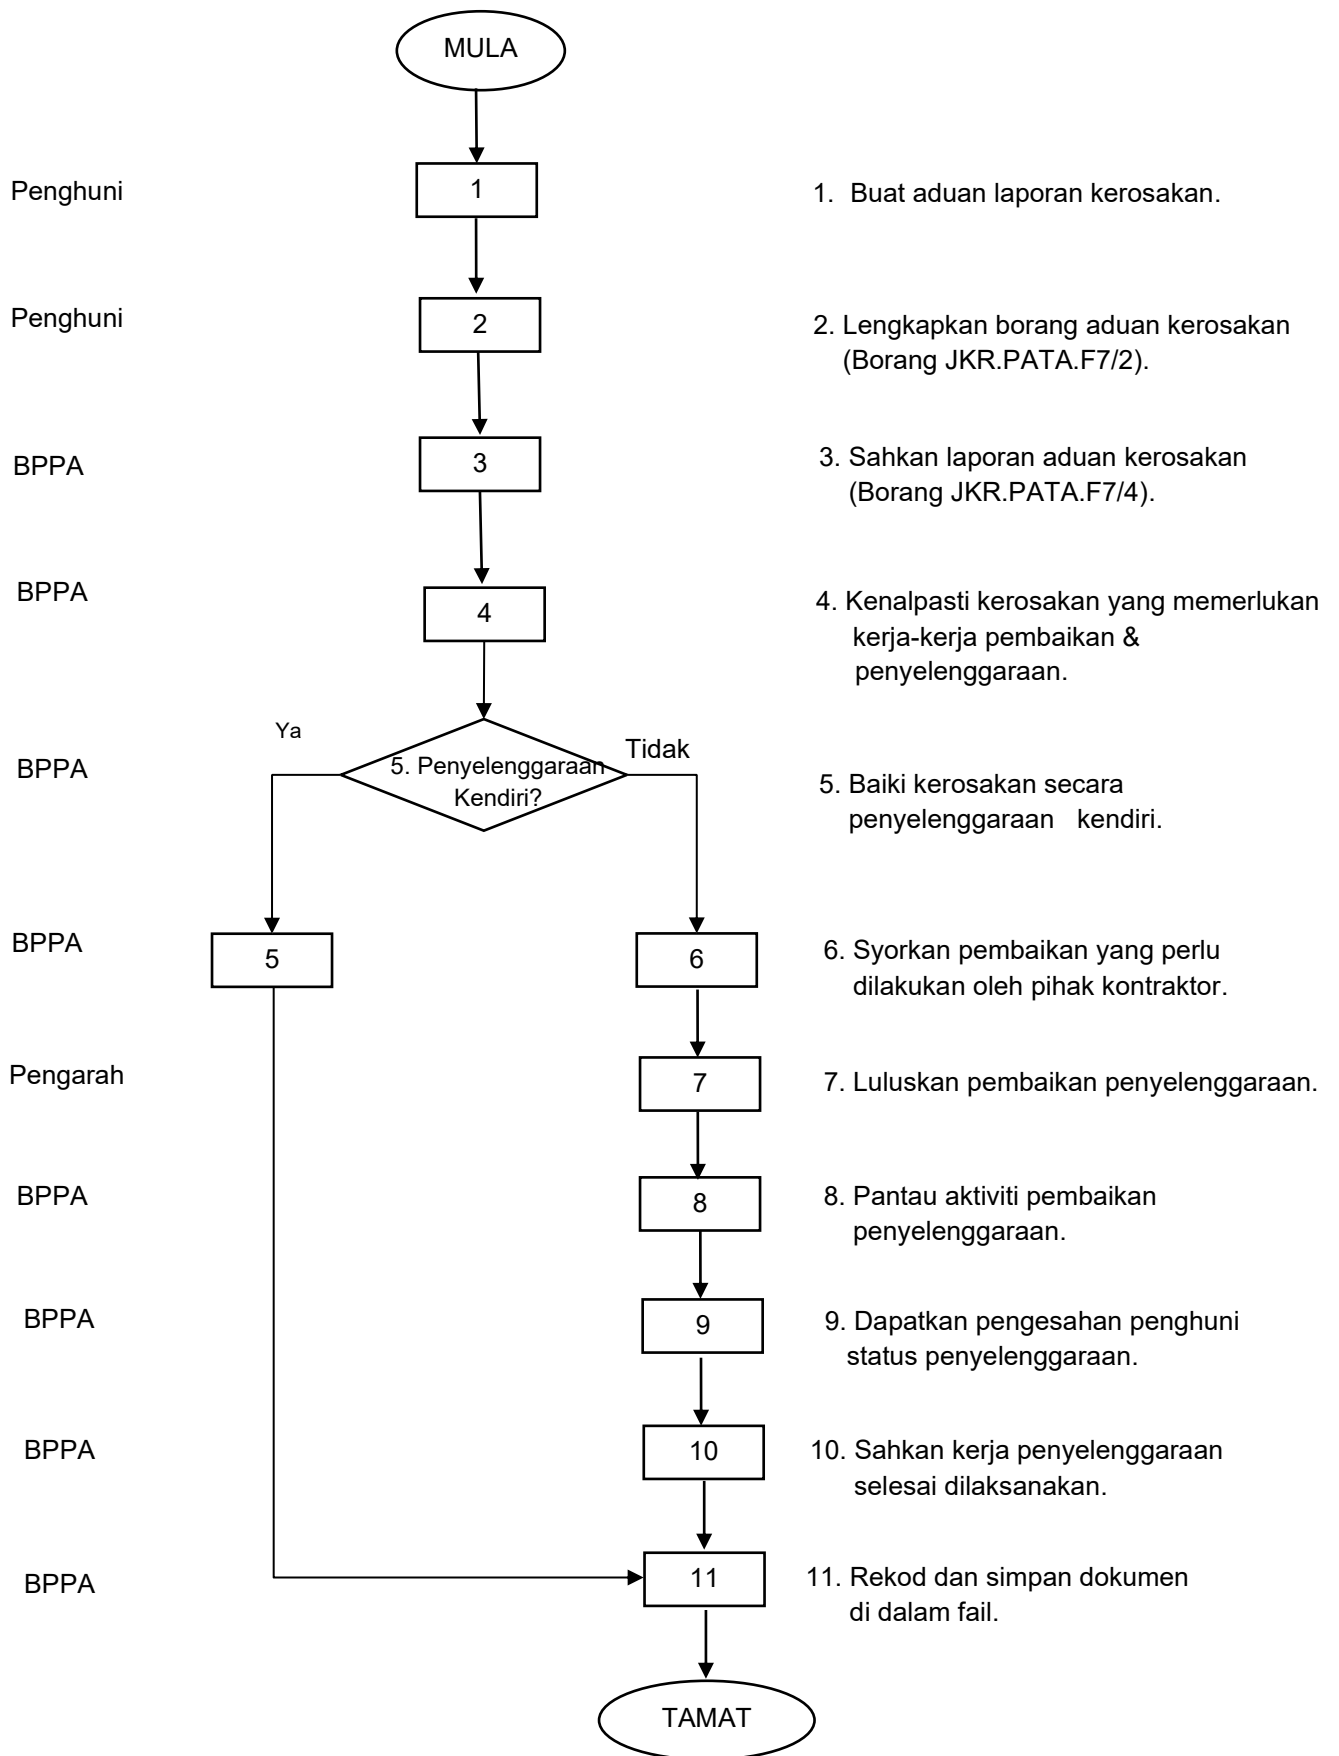 MULA
Penghuni
1
1. Buat aduan laporan kerosakan.
Penghuni
2
2. Lengkapkan borang aduan kerosakan
(Borang JKR.PATA.F7/2).
BPPA
3
3. Sahkan laporan aduan kerosakan
(Borang JKR.PATA.F7/4).
BPPA
4
4. Kenalpasti kerosakan yang memerlukan
kerja-kerja pembaikan &
penyelenggaraan.
Ya
Tidak
BPPA
5. Penyelenggaraan
Kendiri?
5. Baiki kerosakan secara
penyelenggaraan kendiri.
BPPA
5
6
6. Syorkan pembaikan yang perlu
dilakukan oleh pihak kontraktor.
Pengarah
7
7. Luluskan pembaikan penyelenggaraan.
BPPA
8
8. Pantau aktiviti pembaikan
penyelenggaraan.
BPPA
9
9. Dapatkan pengesahan penghuni
status penyelenggaraan.
BPPA
10
10. Sahkan kerja penyelenggaraan
selesai dilaksanakan.
BPPA
11
11. Rekod dan simpan dokumen
di dalam fail.
TAMAT